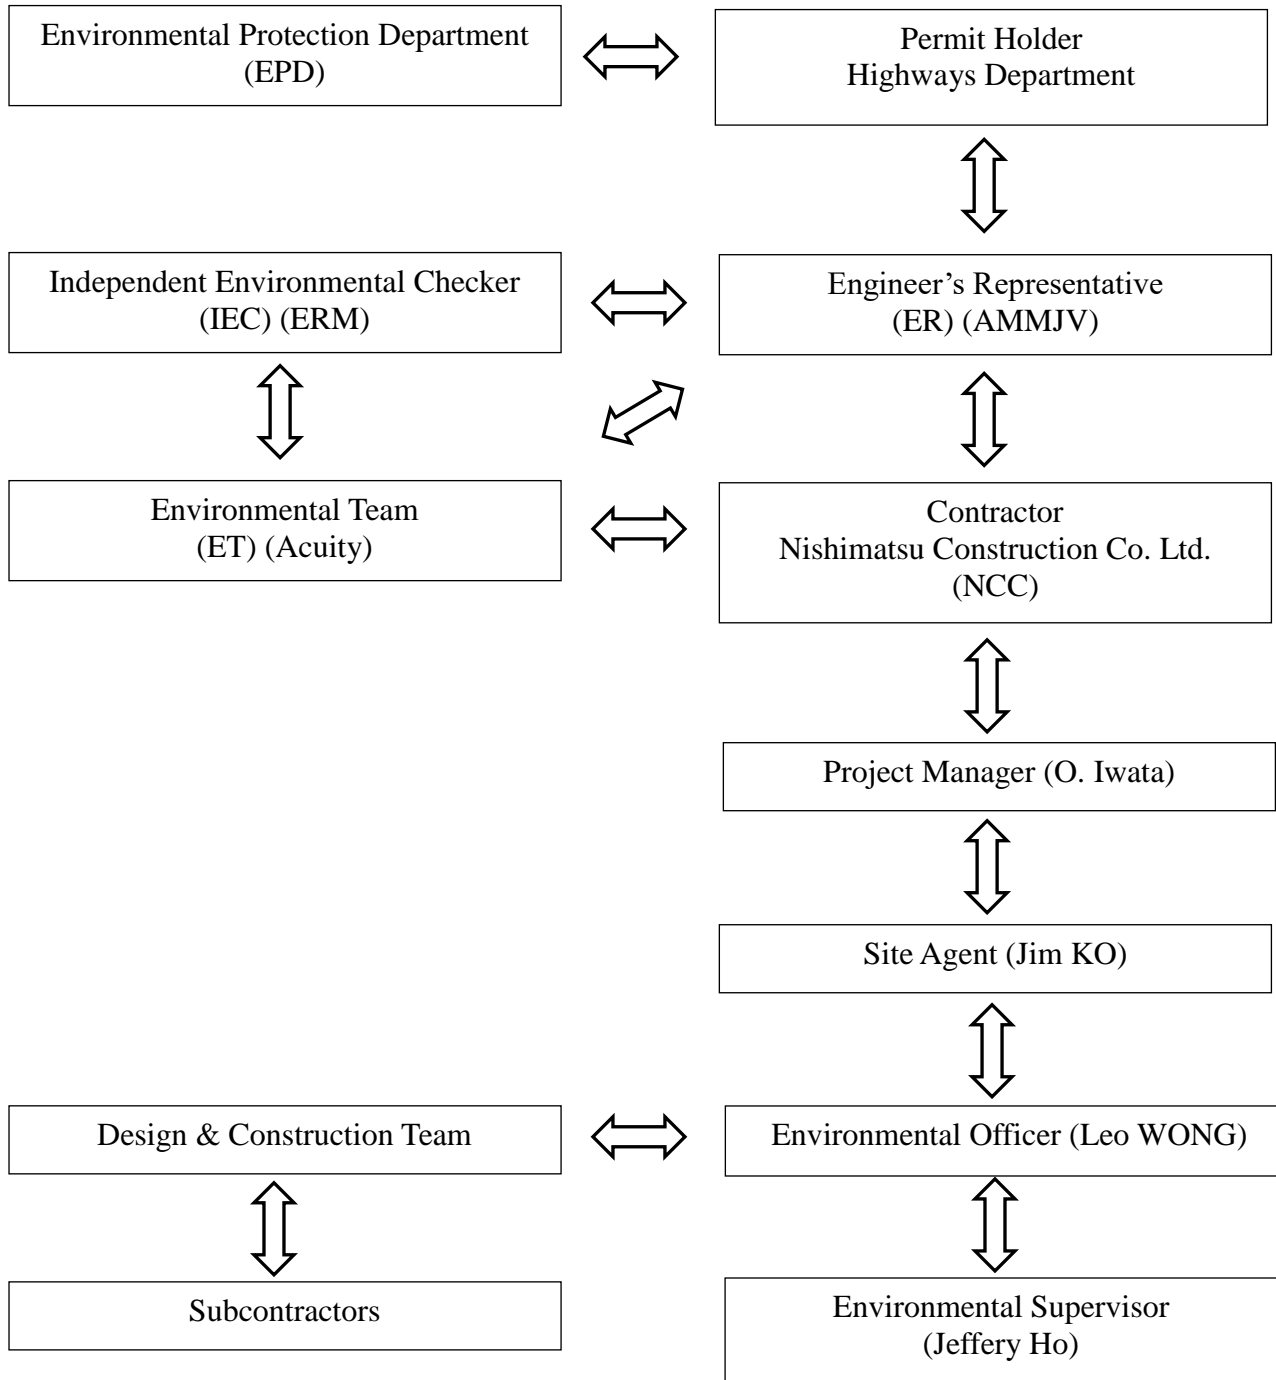 Environmental Protection Department
(EPD)
Permit Holder
Highways Department
Independent Environmental Checker
(IEC) (ERM)
Engineer’s Representative
(ER) (AMMJV)
Environmental Team
(ET) (Acuity)
Contractor
Nishimatsu Construction Co. Ltd.
(NCC)
Project Manager (O. Iwata)
Site Agent (Jim KO)
Design & Construction Team
Environmental Officer (Leo WONG)
Subcontractors
Environmental Supervisor
(Jeffery Ho)